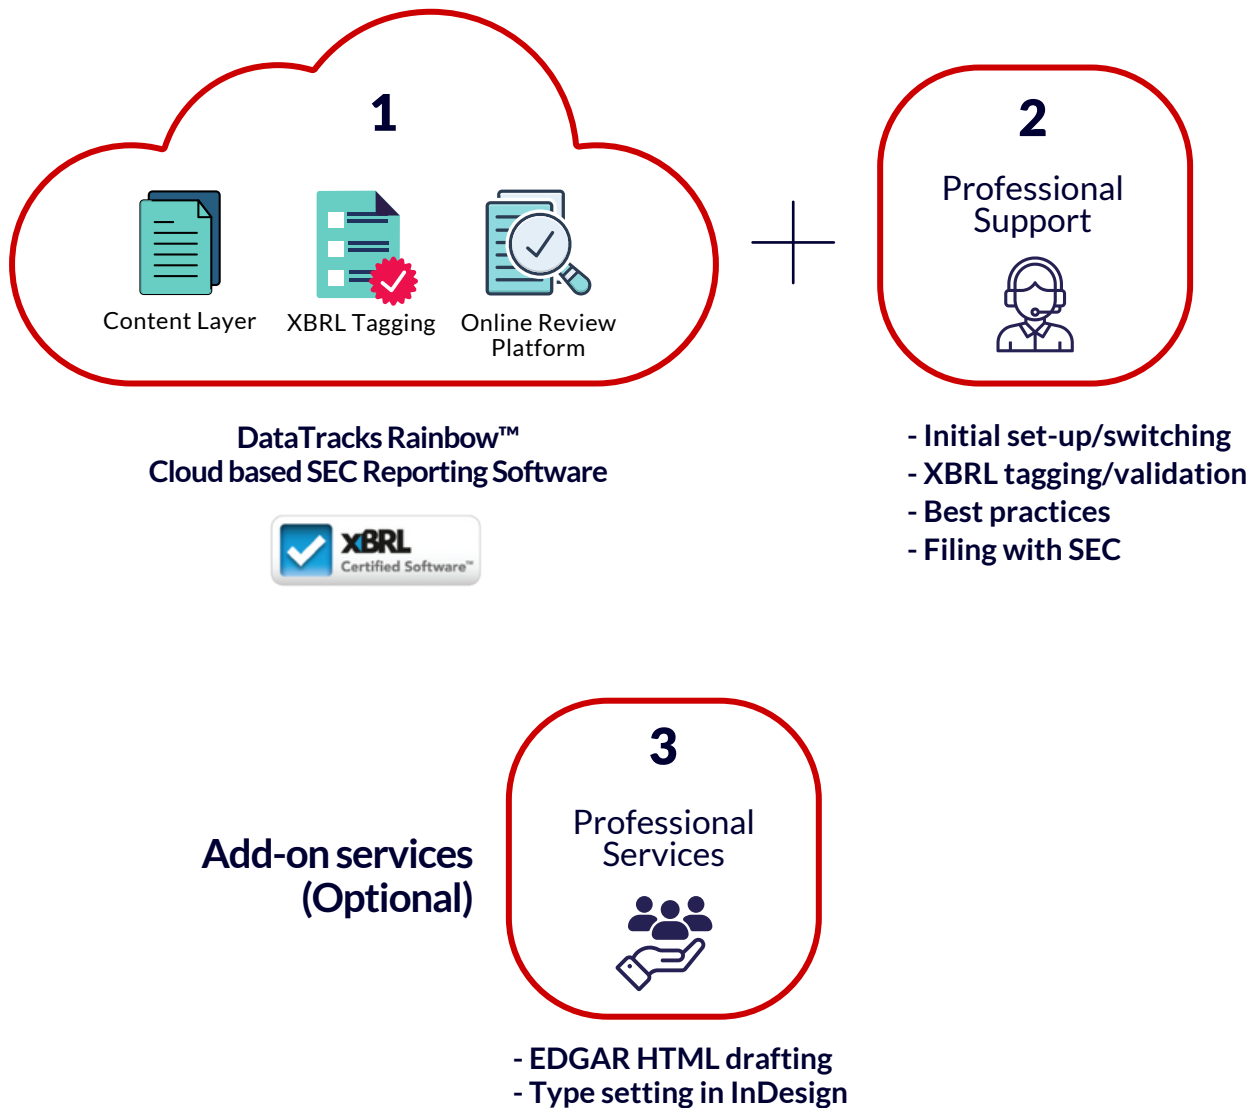 1
Content Layer
XBRL Tagging
Online Review
Platform
DataTracks Rainbow™
Cloud based SEC Reporting Software
XBRL
Certified Software™
2
Professional
Support
- Initial set-up/switching
- XBRL tagging/validation
- Best practices
- Filing with SEC
Add-on services
(Optional)
3
Professional
Services
- EDGAR HTML drafting
- Type setting in InDesign